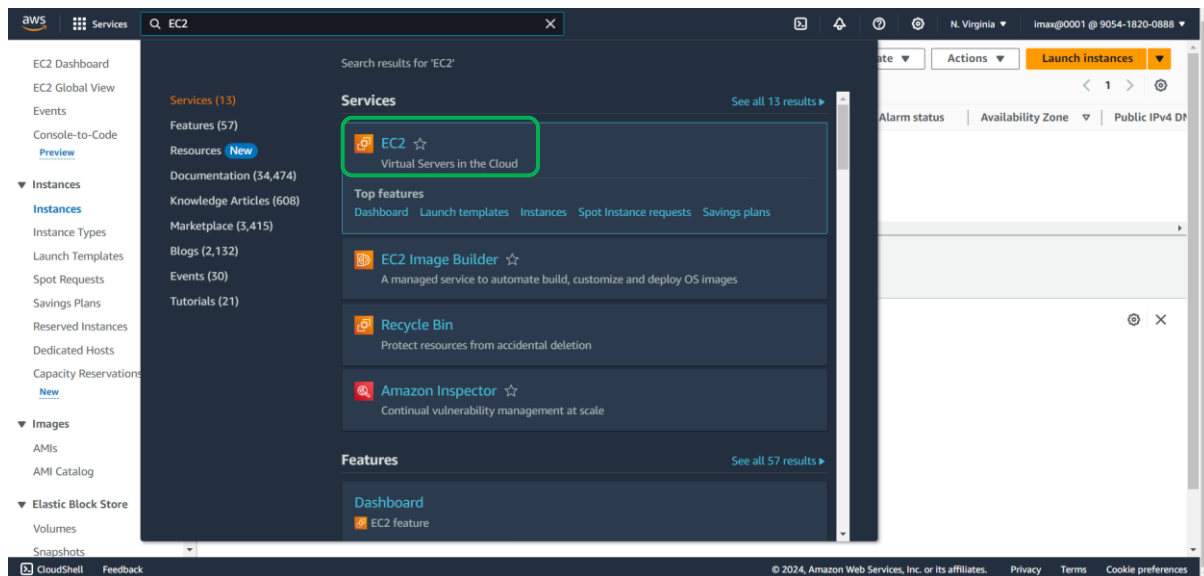 aws Services EC2 N. Virginia imax@0001 @ 9054-1820-0888
EC2 Dashboard
EC2 Global View
Events
Console-to-Code
Preview
Instances
Instances
Instance Types
Launch Templates
Spot Requests
Savings Plans
Reserved Instances
Dedicated Hosts
Capacity Reservations
New
Images
AMIs
AMI Catalog
Elastic Block Store
Volumes
Snapshots
Search results for 'EC2'
Services (13)
Features (57)
Resources New
Documentation (34,474)
Knowledge Articles (608)
Marketplace (3,415)
Blogs (2,132)
Events (30)
Tutorials (21)
Services See all 13 results
EC2
Virtual Servers in the Cloud
Top features
Dashboard Launch templates Instances Spot Instance requests Savings plans
EC2 Image Builder
A managed service to automate build, customize and deploy OS images
Recycle Bin
Protect resources from accidental deletion
Amazon Inspector
Continual vulnerability management at scale
Features See all 57 results
Dashboard
EC2 feature
ate Actions Launch instances
1
Alarm status Availability Zone Public IPv4 DN
CloudShell Feedback © 2024, Amazon Web Services, Inc. or its affiliates. Privacy Terms Cookie preferences